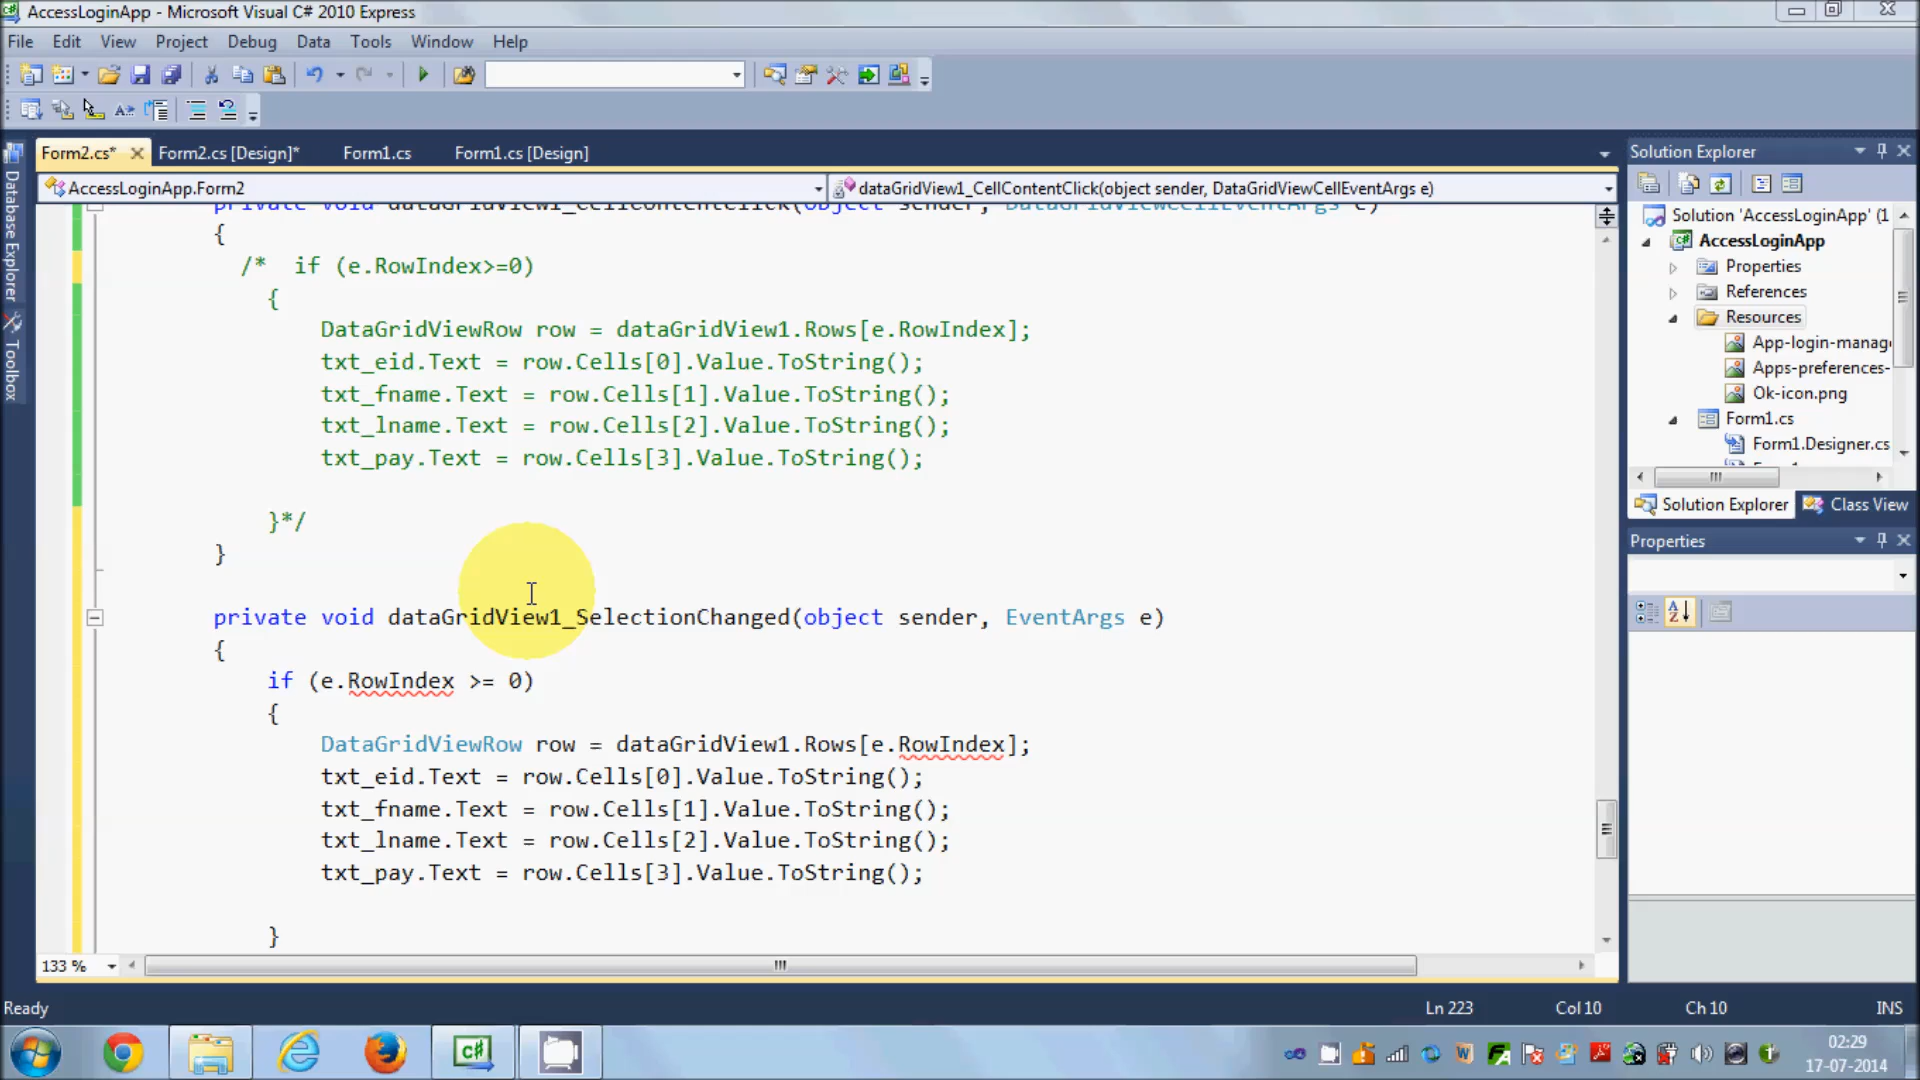 AccessLoginApp - Microsoft Visual C# 2010 Express
File Edit View Project Debug Data Tools Window Help
Form2.cs* Form2.cs [Design]* Form1.cs Form1.cs [Design]
AccessLoginApp.Form2
dataGridView1_CellContentClick(object sender, DataGridViewCellEventArgs e)
Database Explorer
Toolbox
private void dataGridView1_CellContentClick(object sender, DataGridViewCellEventArgs e)
{
/* if (e.RowIndex>=0)
{
DataGridViewRow row = dataGridView1.Rows[e.RowIndex];
txt_eid.Text = row.Cells[0].Value.ToString();
txt_fname.Text = row.Cells[1].Value.ToString();
txt_lname.Text = row.Cells[2].Value.ToString();
txt_pay.Text = row.Cells[3].Value.ToString();
}*/
}
private void dataGridView1_SelectionChanged(object sender, EventArgs e)
{
if (e.RowIndex >= 0)
{
DataGridViewRow row = dataGridView1.Rows[e.RowIndex];
txt_eid.Text = row.Cells[0].Value.ToString();
txt_fname.Text = row.Cells[1].Value.ToString();
txt_lname.Text = row.Cells[2].Value.ToString();
txt_pay.Text = row.Cells[3].Value.ToString();
}
133 %
Solution Explorer
Solution 'AccessLoginApp' (1
AccessLoginApp
Properties
References
Resources
App-login-manag
Apps-preferences-
Ok-icon.png
Form1.cs
Form1.Designer.cs
Solution Explorer Class View
Properties
Ready Ln 223 Col 10 Ch 10 INS
02:29
17-07-2014